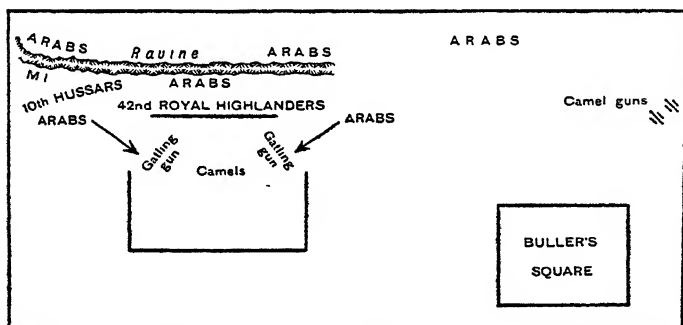 ARABS
Ravine
ARABS
ARABS
MI
ARABS
10th HUSSARS
42nd ROYAL HIGHLANDERS
Camel guns
ARABS
ARABS
Gatling gun
Camels
Gatling gun
BULLER'S
SQUARE